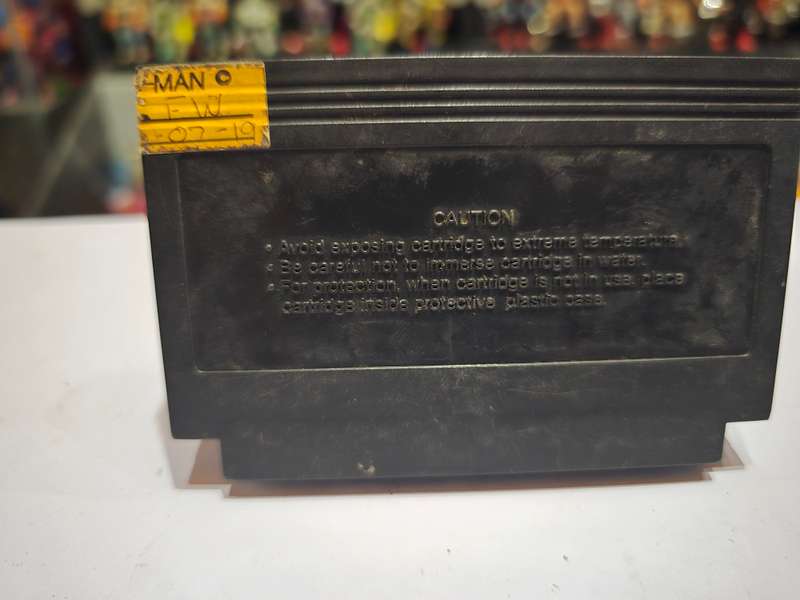 MAN ©
FW
-07-19
CAUTION
• Avoid exposing cartridge to extreme temperature.
• Be careful not to immerse cartridge in water.
• For protection, when cartridge is not in use, place
cartridge inside protective plastic case.